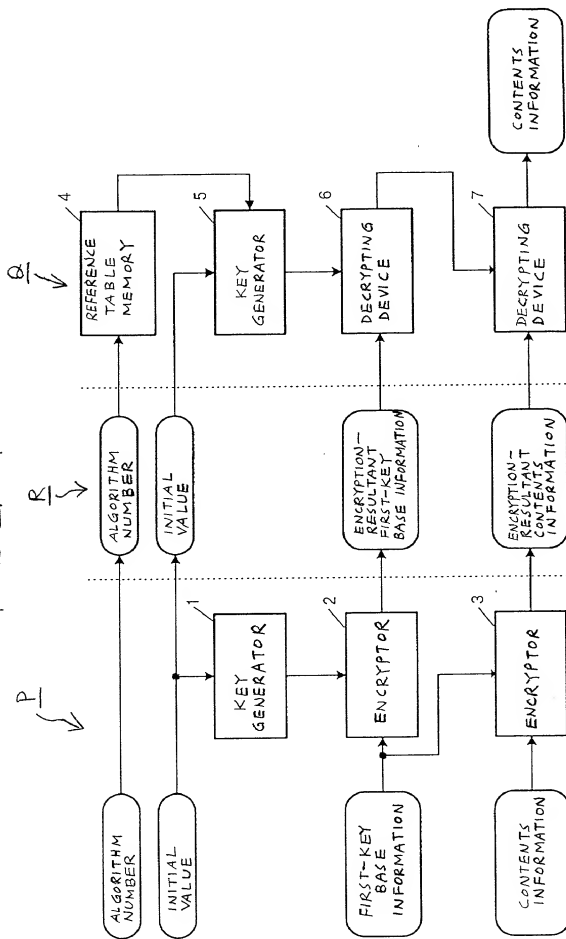 P
R
Q
ALGORITHM
NUMBER
INITIAL
VALUE
FIRST-KEY
BASE
INFORMATION
CONTENTS
INFORMATION
1
KEY
GENERATOR
2
ENCRYPTOR
3
ENCRYPTOR
ALGORITHM
NUMBER
INITIAL
VALUE
ENCRYPTION-
RESULTANT
FIRST-KEY
BASE INFORMATION
ENCRYPTION-
RESULTANT
CONTENTS
INFORMATION
4
REFERENCE
TABLE
MEMORY
5
KEY
GENERATOR
6
DECRYPTING
DEVICE
7
DECRYPTING
DEVICE
CONTENTS
INFORMATION